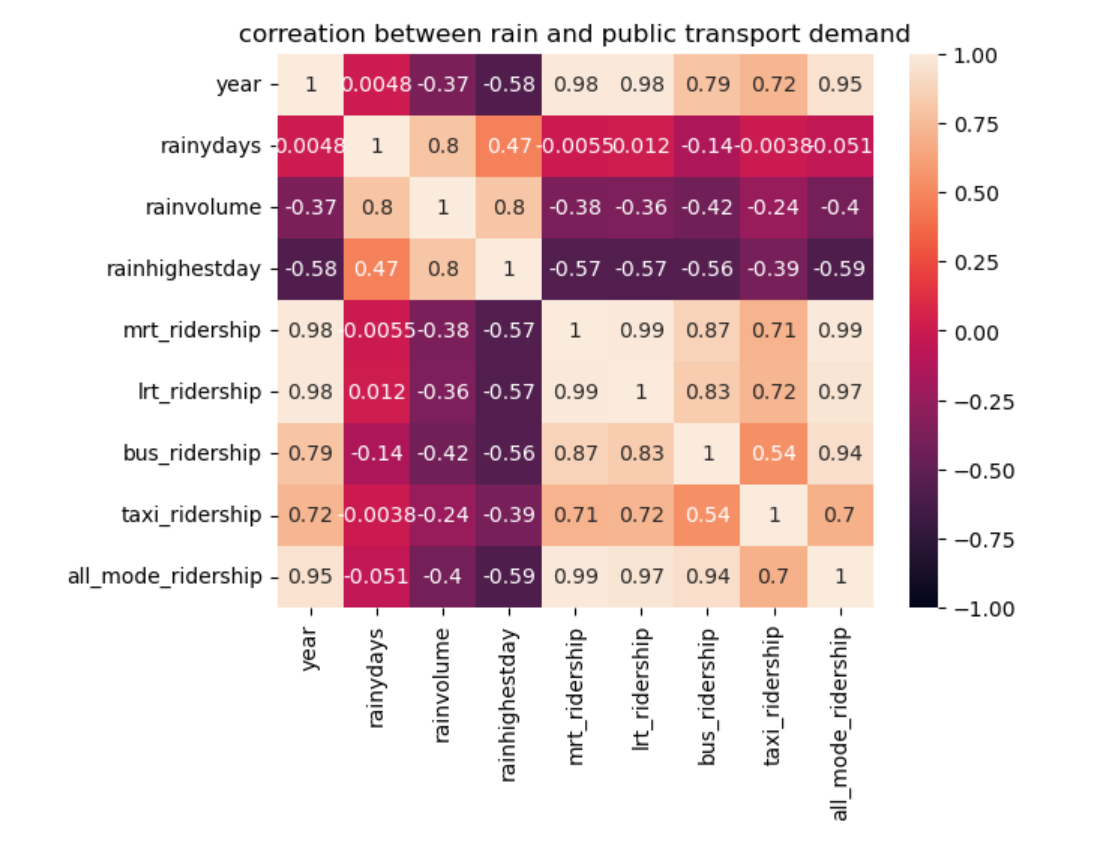 correation between rain and public transport demand
year 1 0.0048 -0.37 -0.58 0.98 0.98 0.79 0.72 0.95
rainydays 0.0048 1 0.8 0.47 -0.0055 0.012 -0.14 -0.0038 -0.051
rainvolume -0.37 0.8 1 0.8 -0.38 -0.36 -0.42 -0.24 -0.4
rainhighestday -0.58 0.47 0.8 1 -0.57 -0.57 -0.56 -0.39 -0.59
mrt_ridership 0.98 -0.0055 -0.38 -0.57 1 0.99 0.87 0.71 0.99
lrt_ridership 0.98 0.012 -0.36 -0.57 0.99 1 0.83 0.72 0.97
bus_ridership 0.79 -0.14 -0.42 -0.56 0.87 0.83 1 0.54 0.94
taxi_ridership 0.72 -0.0038 -0.24 -0.39 0.71 0.72 0.54 1 0.7
all_mode_ridership 0.95 -0.051 -0.4 -0.59 0.99 0.97 0.94 0.7 1
year
rainydays
rainvolume
rainhighestday
mrt_ridership
lrt_ridership
bus_ridership
taxi_ridership
all_mode_ridership
1.00
0.75
0.50
0.25
0.00
−0.25
−0.50
−0.75
−1.00